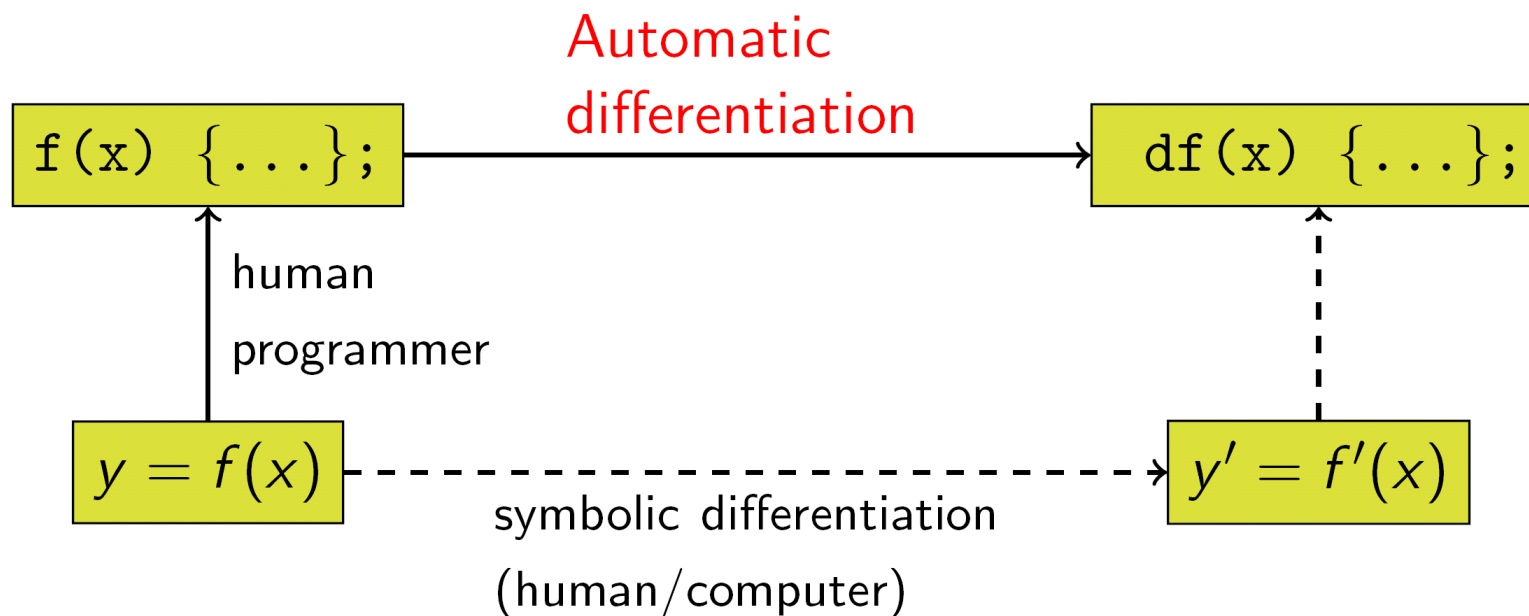 Automatic
differentiation
f(x) {...};
df(x) {...};
human
programmer
y = f(x)
y′ = f′(x)
symbolic differentiation
(human/computer)